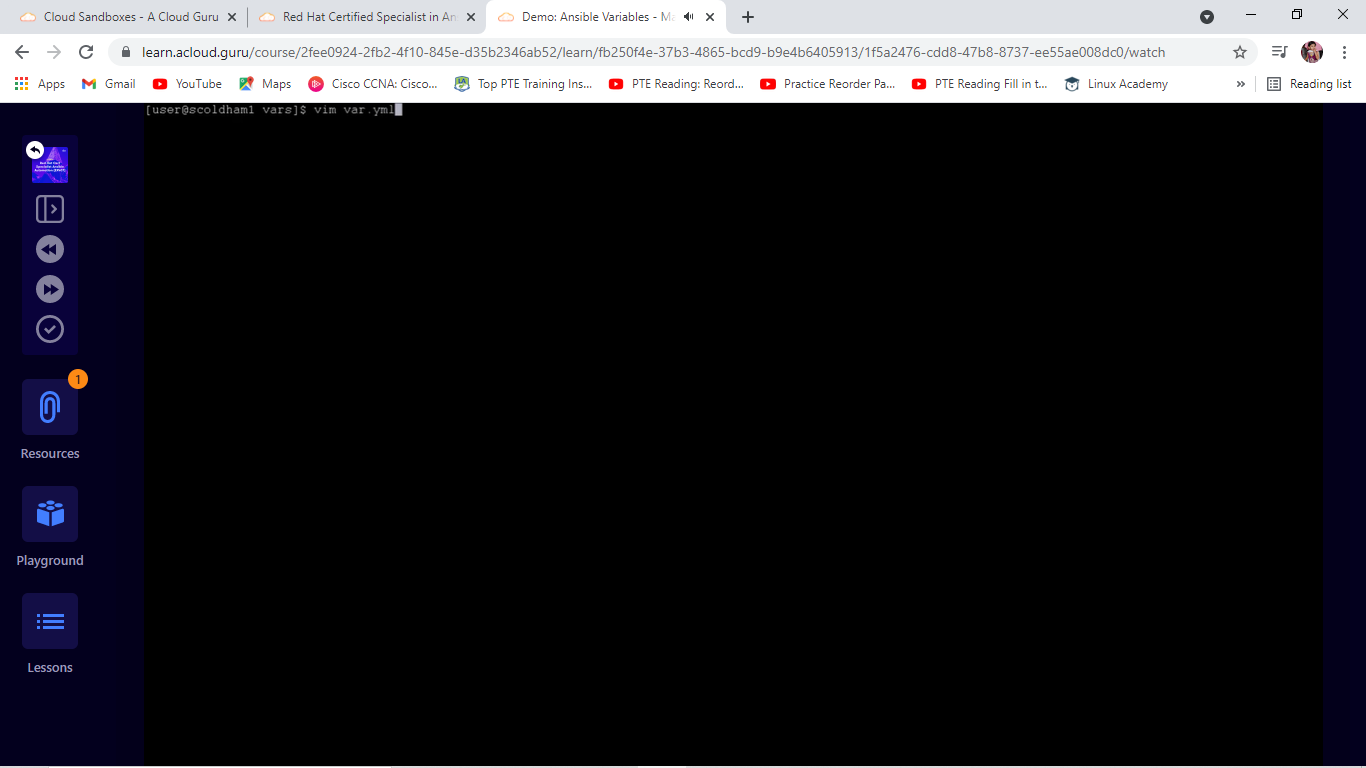 Cloud Sandboxes - A Cloud Guru
Red Hat Certified Specialist in An
Demo: Ansible Variables - Ma
learn.acloud.guru/course/2fee0924-2fb2-4f10-845e-d35b2346ab52/learn/fb250f4e-37b3-4865-bcd9-b9e4b6405913/1f5a2476-cdd8-47b8-8737-ee55ae008dc0/watch
Apps
Gmail
YouTube
Maps
Cisco CCNA: Cisco...
Top PTE Training Ins...
PTE Reading: Reord...
Practice Reorder Pa...
PTE Reading Fill in t...
Linux Academy
»
Reading list
[user@scoldham1 vars]$ vim var.yml
1
Resources
Playground
Lessons